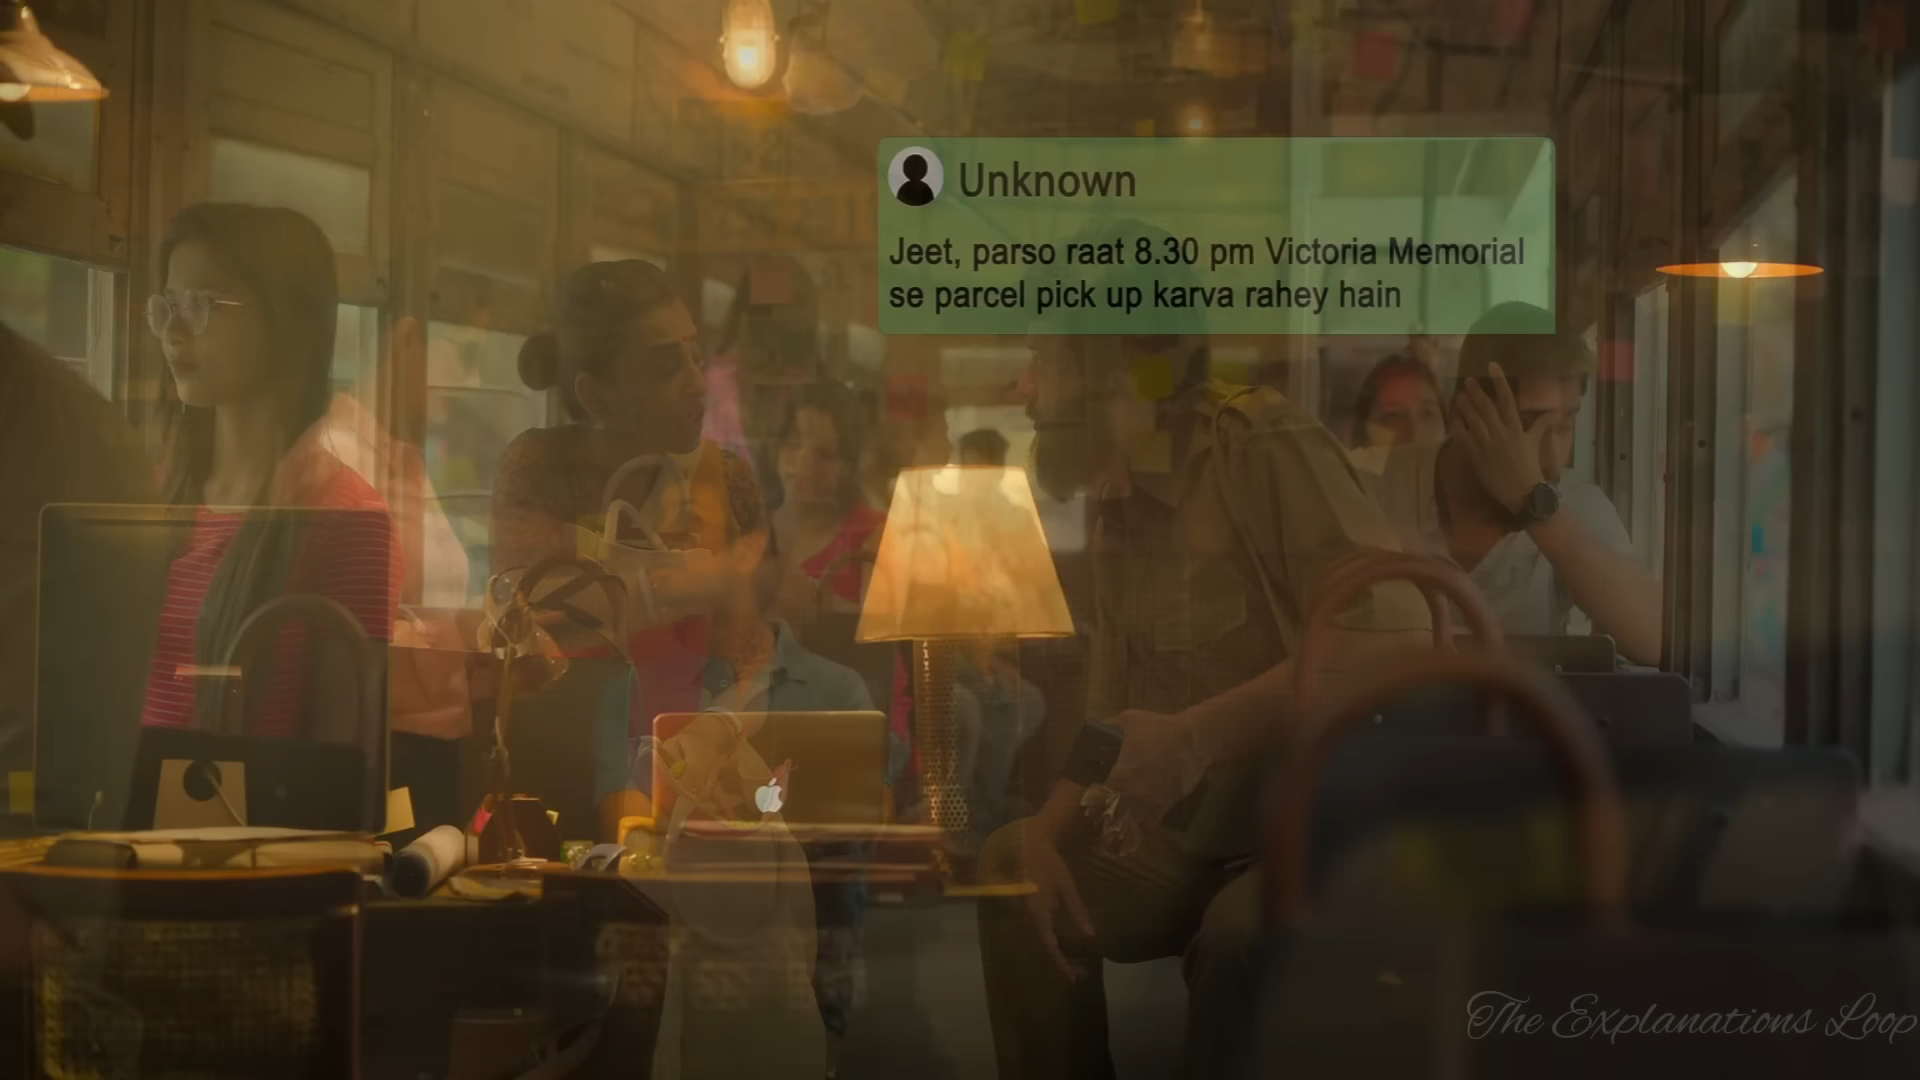 Unknown
Jeet, parso raat 8.30 pm Victoria Memorial
se parcel pick up karva rahey hain
The Explanations Loop